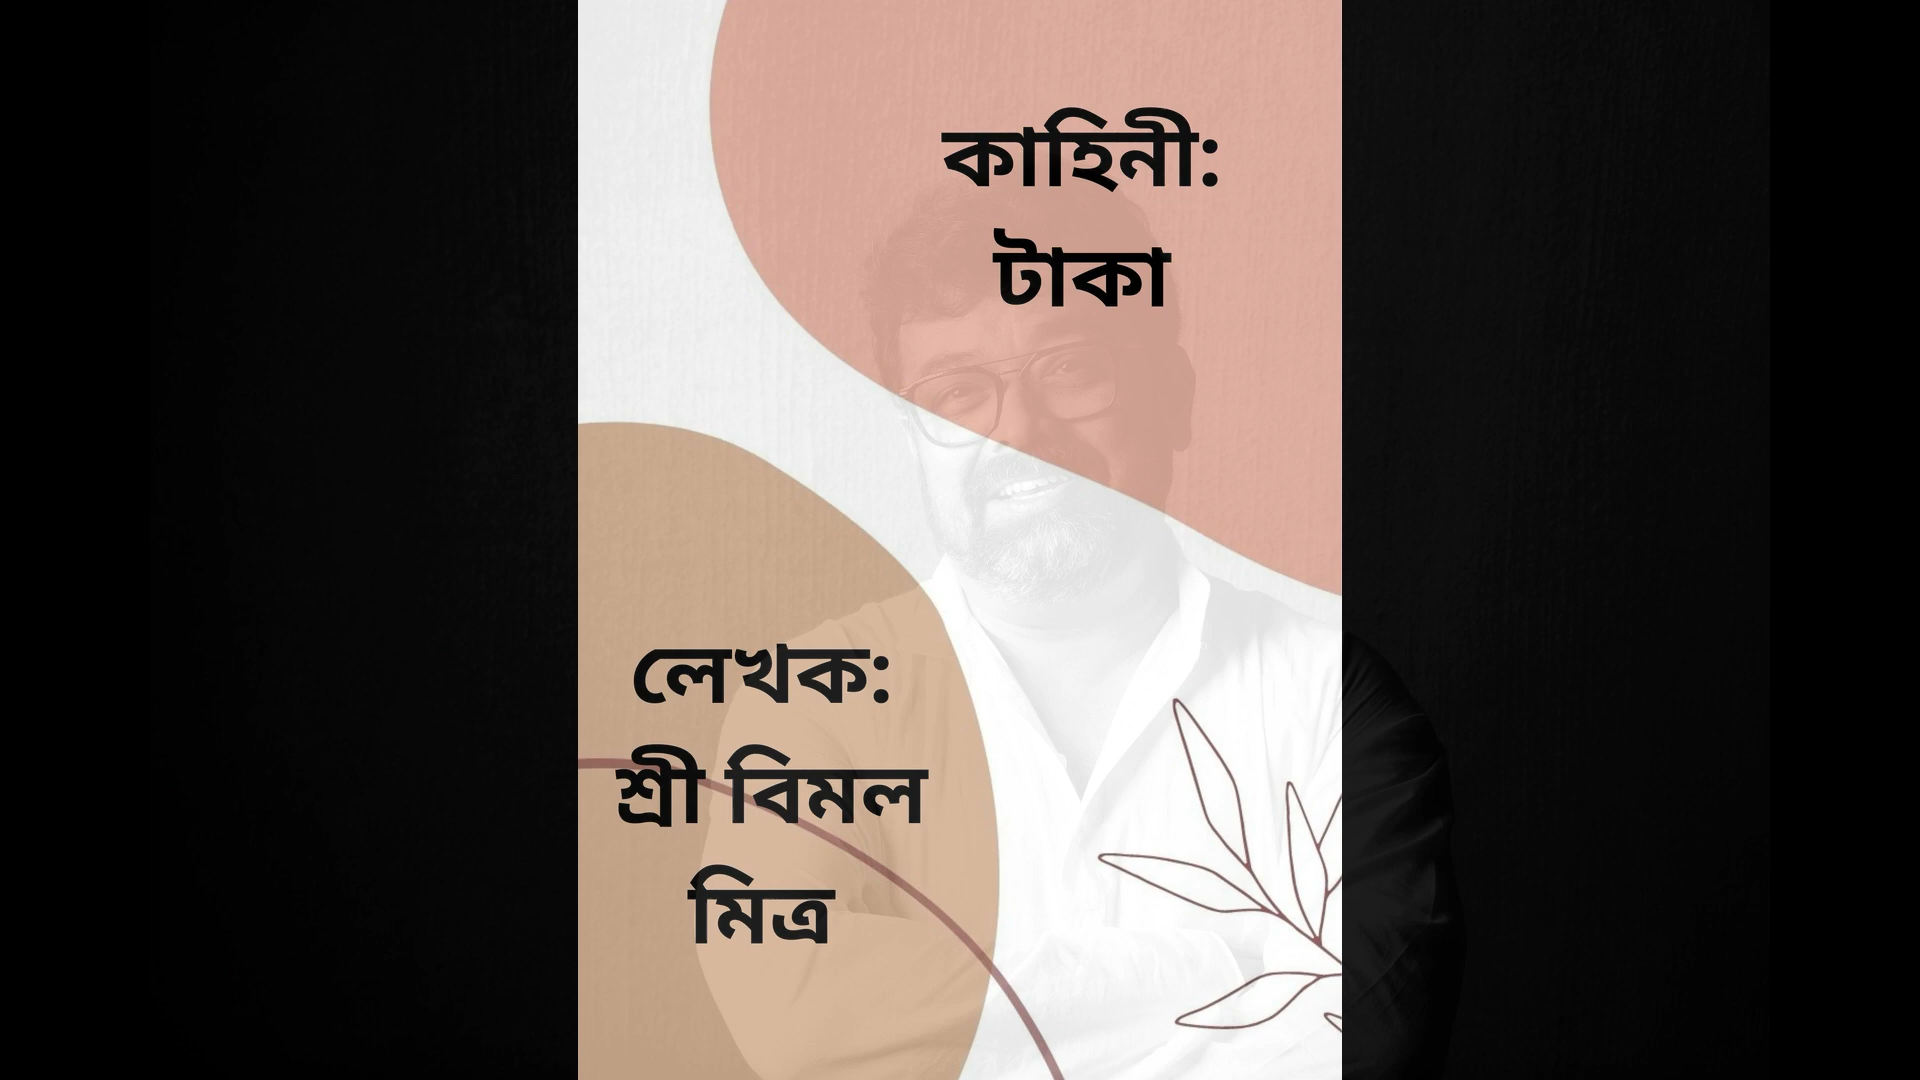 কাহিনী:
টাকা
লেখক:
শ্রী বিমল
মিত্র